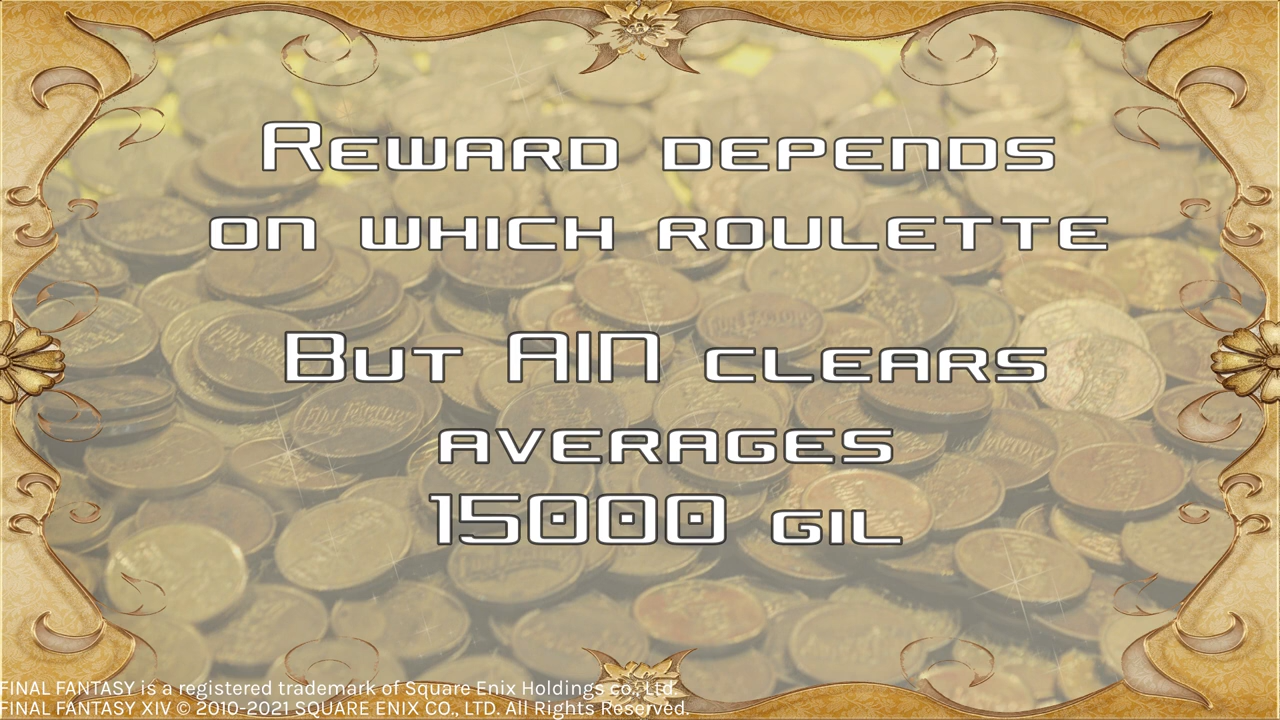 Reward depends
on which roulette
But AIN clears
averages
15000 gil
FINAL FANTASY is a registered trademark of Square Enix Holdings co., Ltd.
FINAL FANTASY XIV © 2010-2021 SQUARE ENIX CO., LTD. All Rights Reserved.